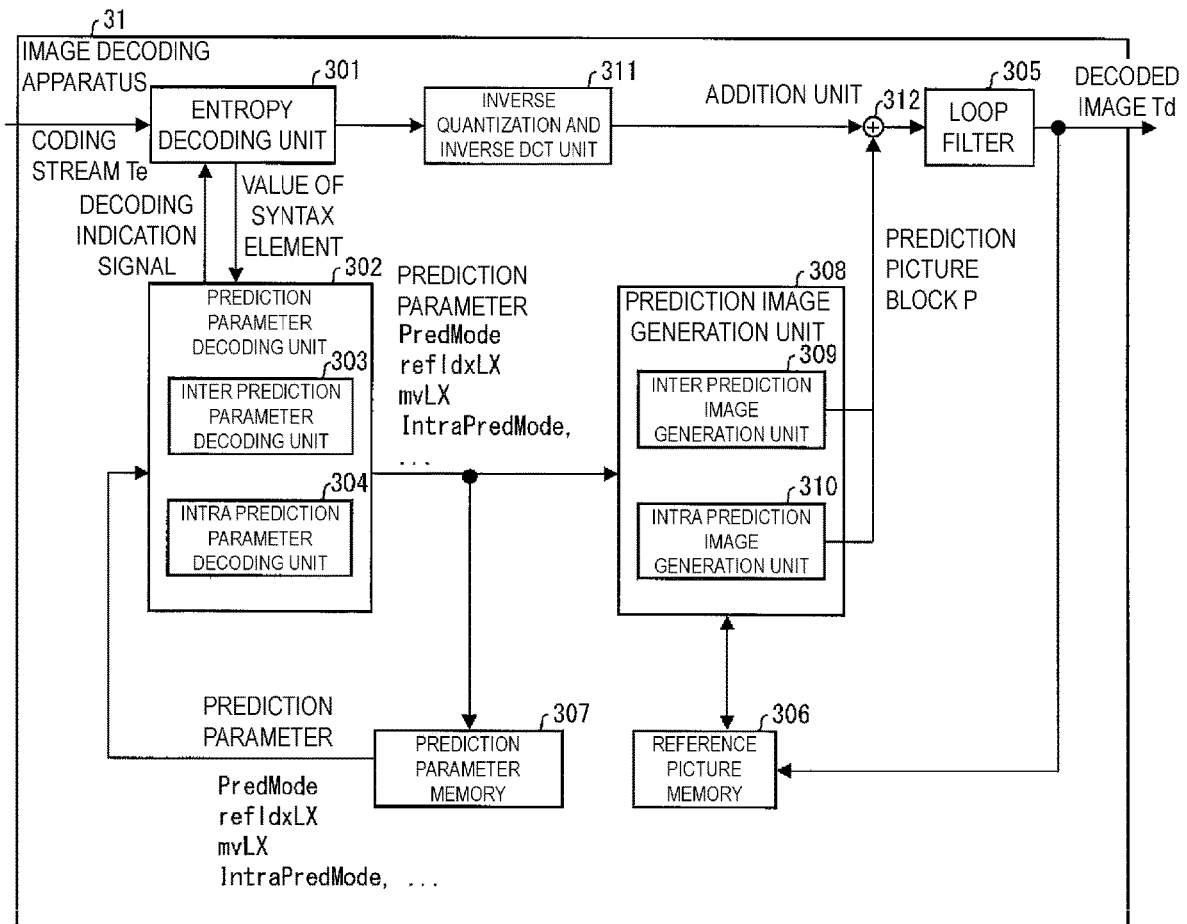 31
IMAGE DECODING
APPARATUS
301
ENTROPY
DECODING UNIT
311
INVERSE
QUANTIZATION AND
INVERSE DCT UNIT
ADDITION UNIT
312
305
LOOP
FILTER
DECODED
IMAGE Td
CODING
STREAM Te
DECODING
INDICATION
SIGNAL
VALUE OF
SYNTAX
ELEMENT
302
PREDICTION
PARAMETER
DECODING UNIT
303
INTER PREDICTION
PARAMETER
DECODING UNIT
304
INTRA PREDICTION
PARAMETER
DECODING UNIT
PREDICTION
PARAMETER
PredMode
refIdxLX
mvLX
IntraPredMode,
...
308
PREDICTION IMAGE
GENERATION UNIT
309
INTER PREDICTION
IMAGE
GENERATION UNIT
310
INTRA PREDICTION
IMAGE
GENERATION UNIT
PREDICTION
PICTURE
BLOCK P
PREDICTION
PARAMETER
PredMode
refIdxLX
mvLX
IntraPredMode, ...
307
PREDICTION
PARAMETER
MEMORY
306
REFERENCE
PICTURE
MEMORY